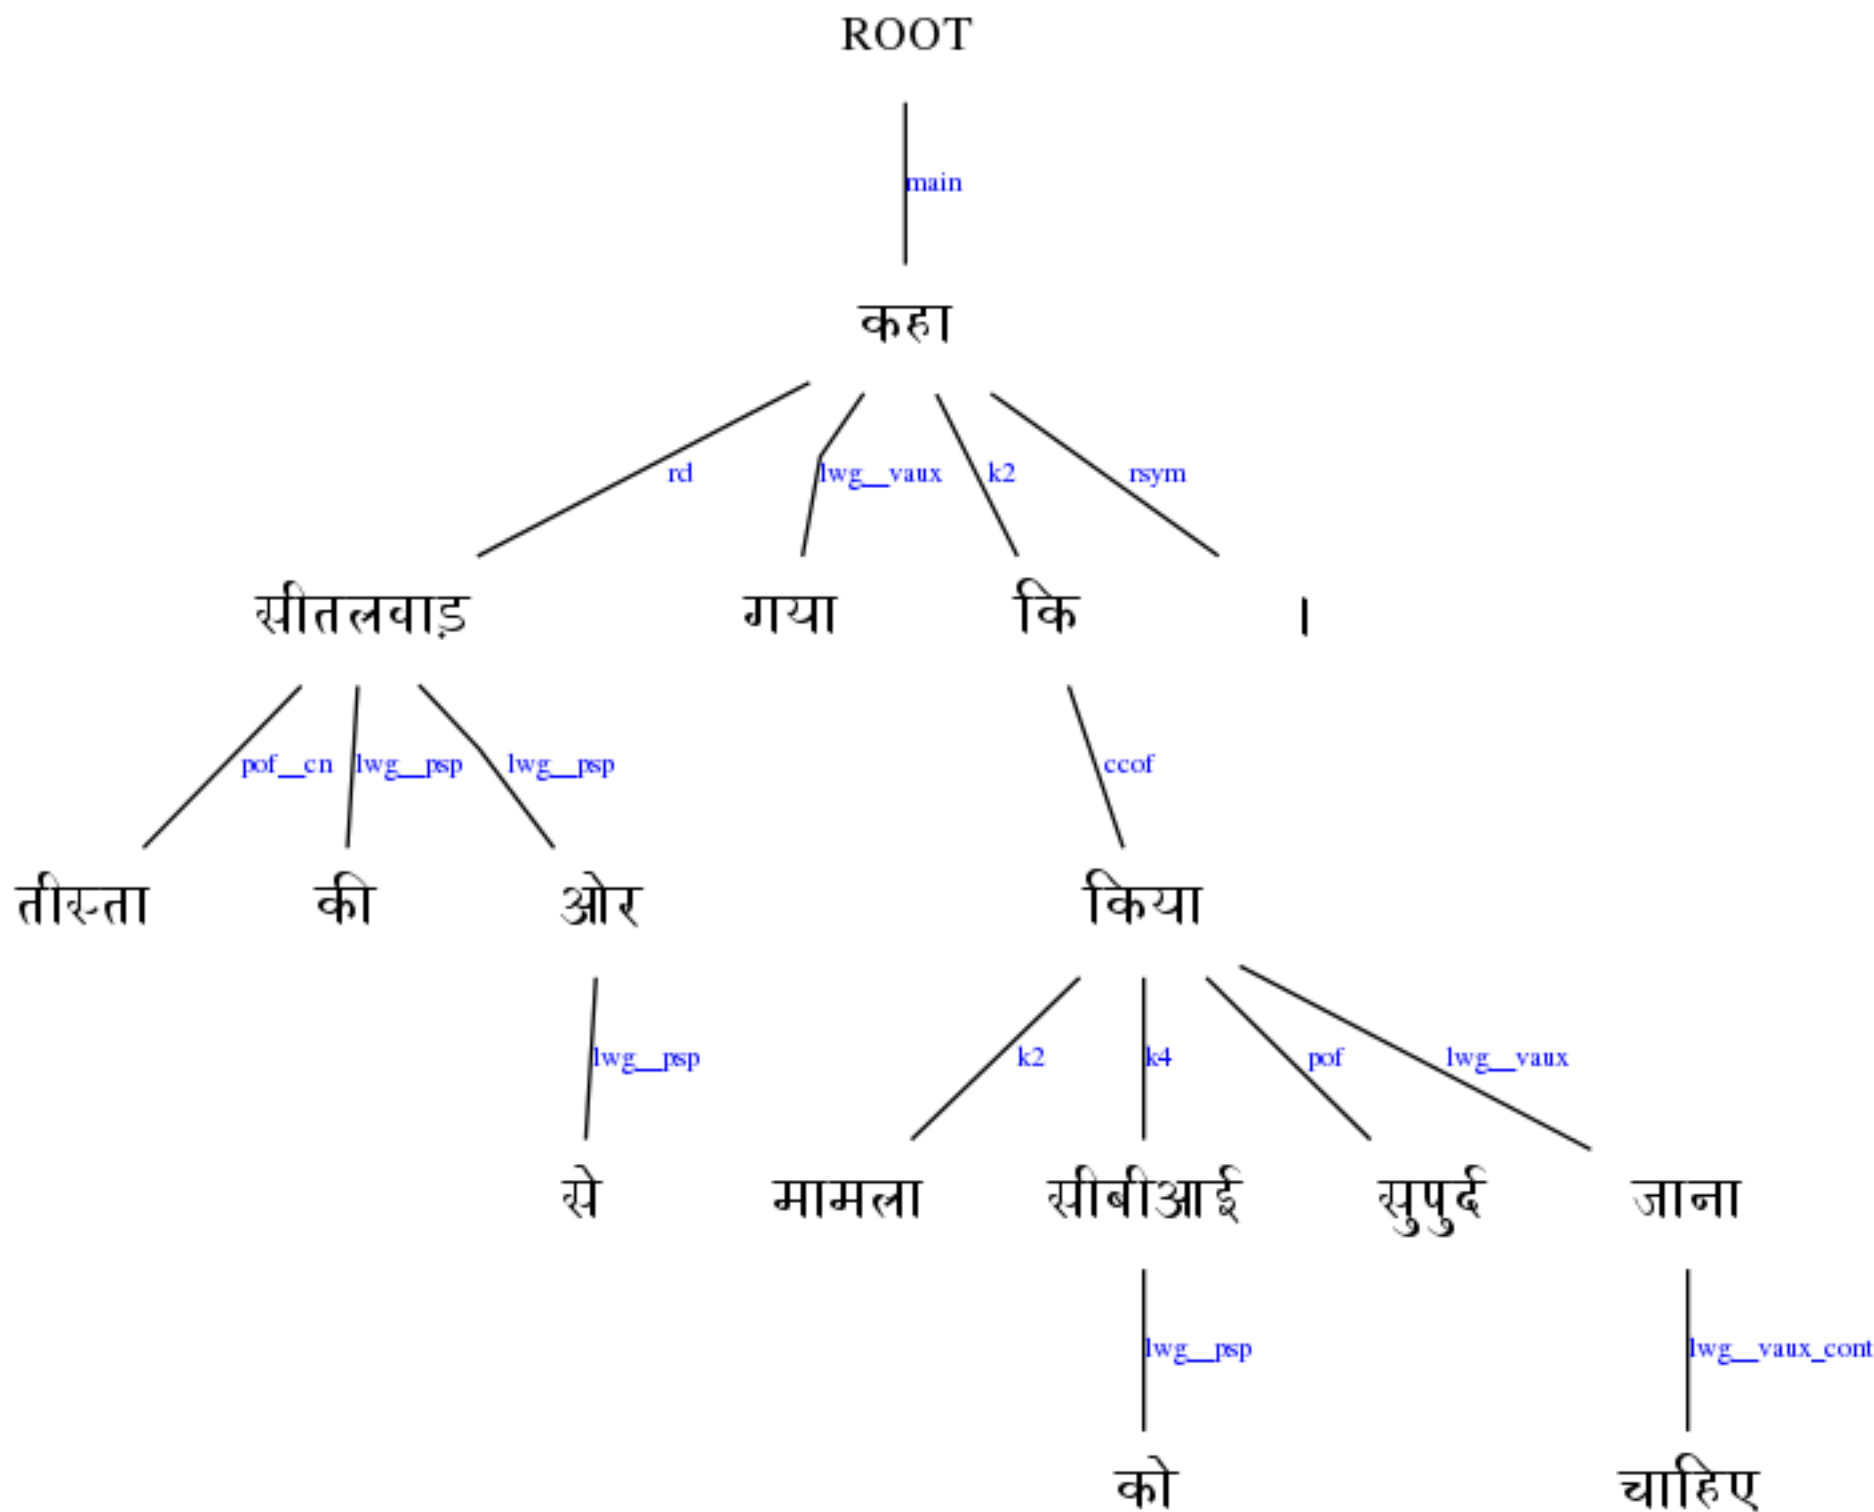 ROOT
main
कहा
rd lwg__vaux k2 rsym
सीतलवाड़ गया कि ।
pof__cn lwg__psp lwg__psp ccof
तीस्ता की ओर किया
lwg__psp k2 k4 pof lwg__vaux
से मामला सीबीआई सुपुर्द जाना
lwg__psp lwg__vaux_cont
को चाहिए